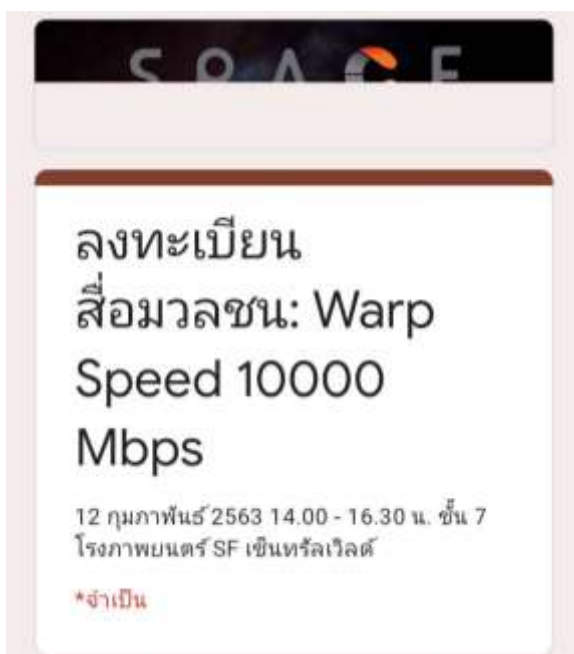 SPACE
ลงทะเบียน
สื่อมวลชน: Warp
Speed 10000
Mbps
12 กุมภาพันธ์ 2563 14.00 - 16.30 น. ชั้น 7
โรงภาพยนตร์ SF เซ็นทรัลเวิลด์
*จำเป็น